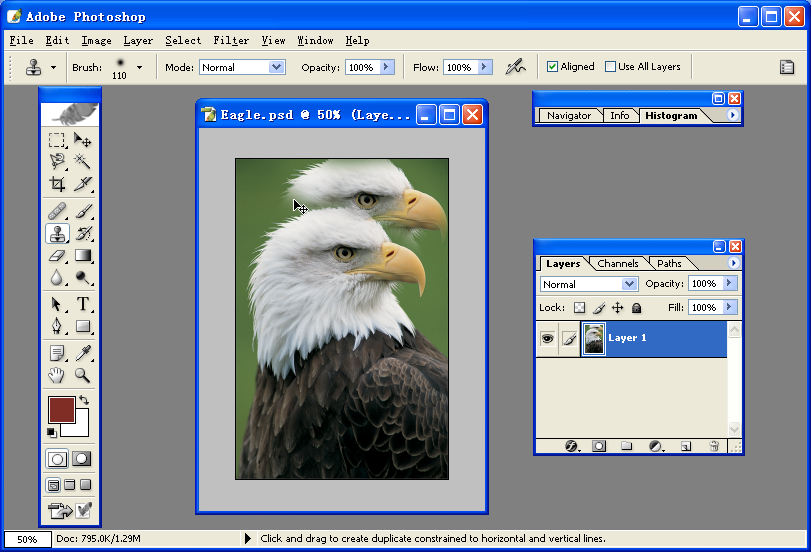 Adobe Photoshop
File Edit Image Layer Select Filter View Window Help
Brush: 110 Mode: Normal Opacity: 100% Flow: 100% Aligned Use All Layers
Eagle.psd @ 50% (Laye...
Navigator Info Histogram
Layers Channels Paths
Normal Opacity: 100%
Lock: Fill: 100%
Layer 1
T
50% Doc: 795.0K/1.29M Click and drag to create duplicate constrained to horizontal and vertical lines.